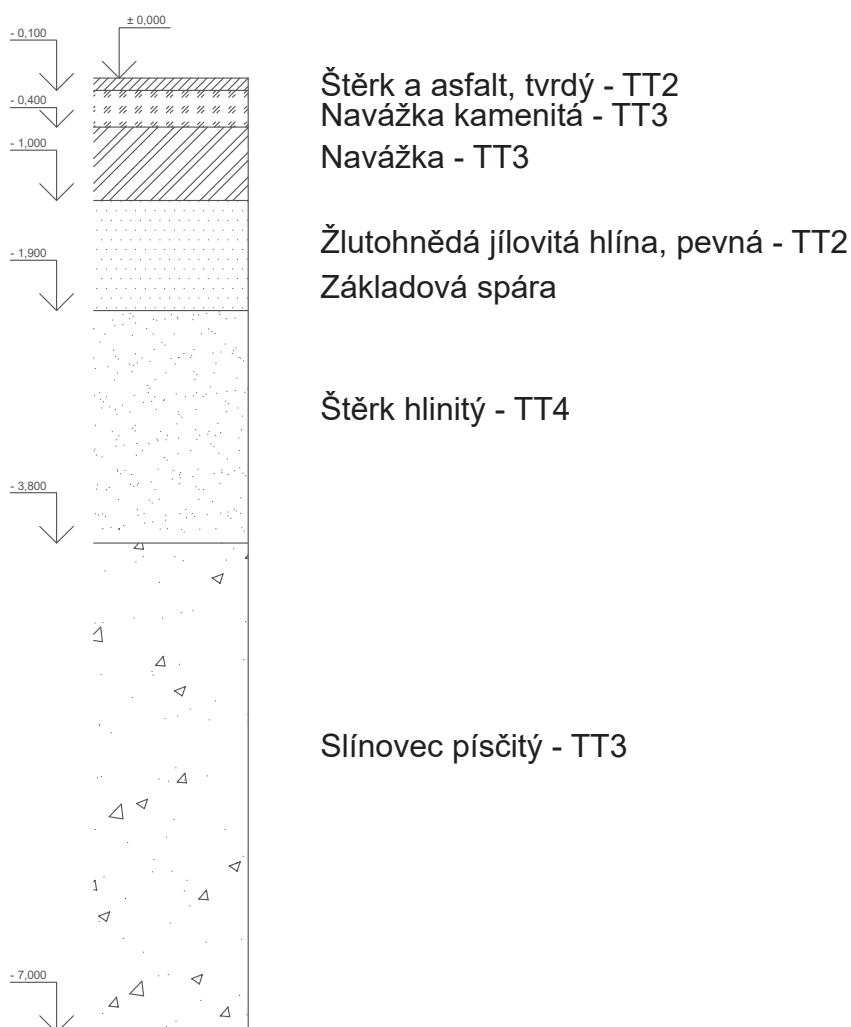 ± 0,000
- 0,100
Štěrk a asfalt, tvrdý - TT2
- 0,400
Navážka kamenitá - TT3
- 1,000
Navážka - TT3
Žlutohnědá jílovitá hlína, pevná - TT2
- 1,900
Základová spára
Štěrk hlinitý - TT4
- 3,800
Slínovec písčitý - TT3
- 7,000